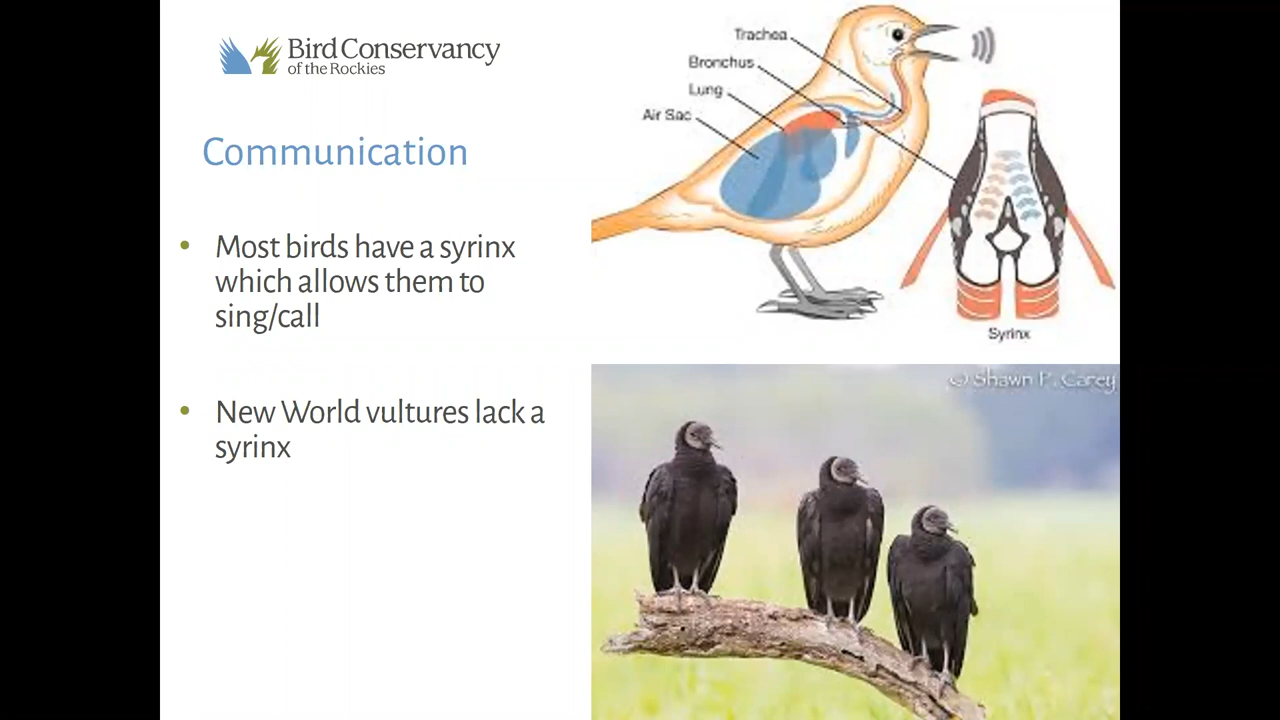 Bird Conservancy
of the Rockies
Communication
• Most birds have a syrinx
which allows them to
sing/call
• New World vultures lack a
syrinx
Trachea
Bronchus
Lung
Air Sac
Syrinx
© Shawn P. Carey